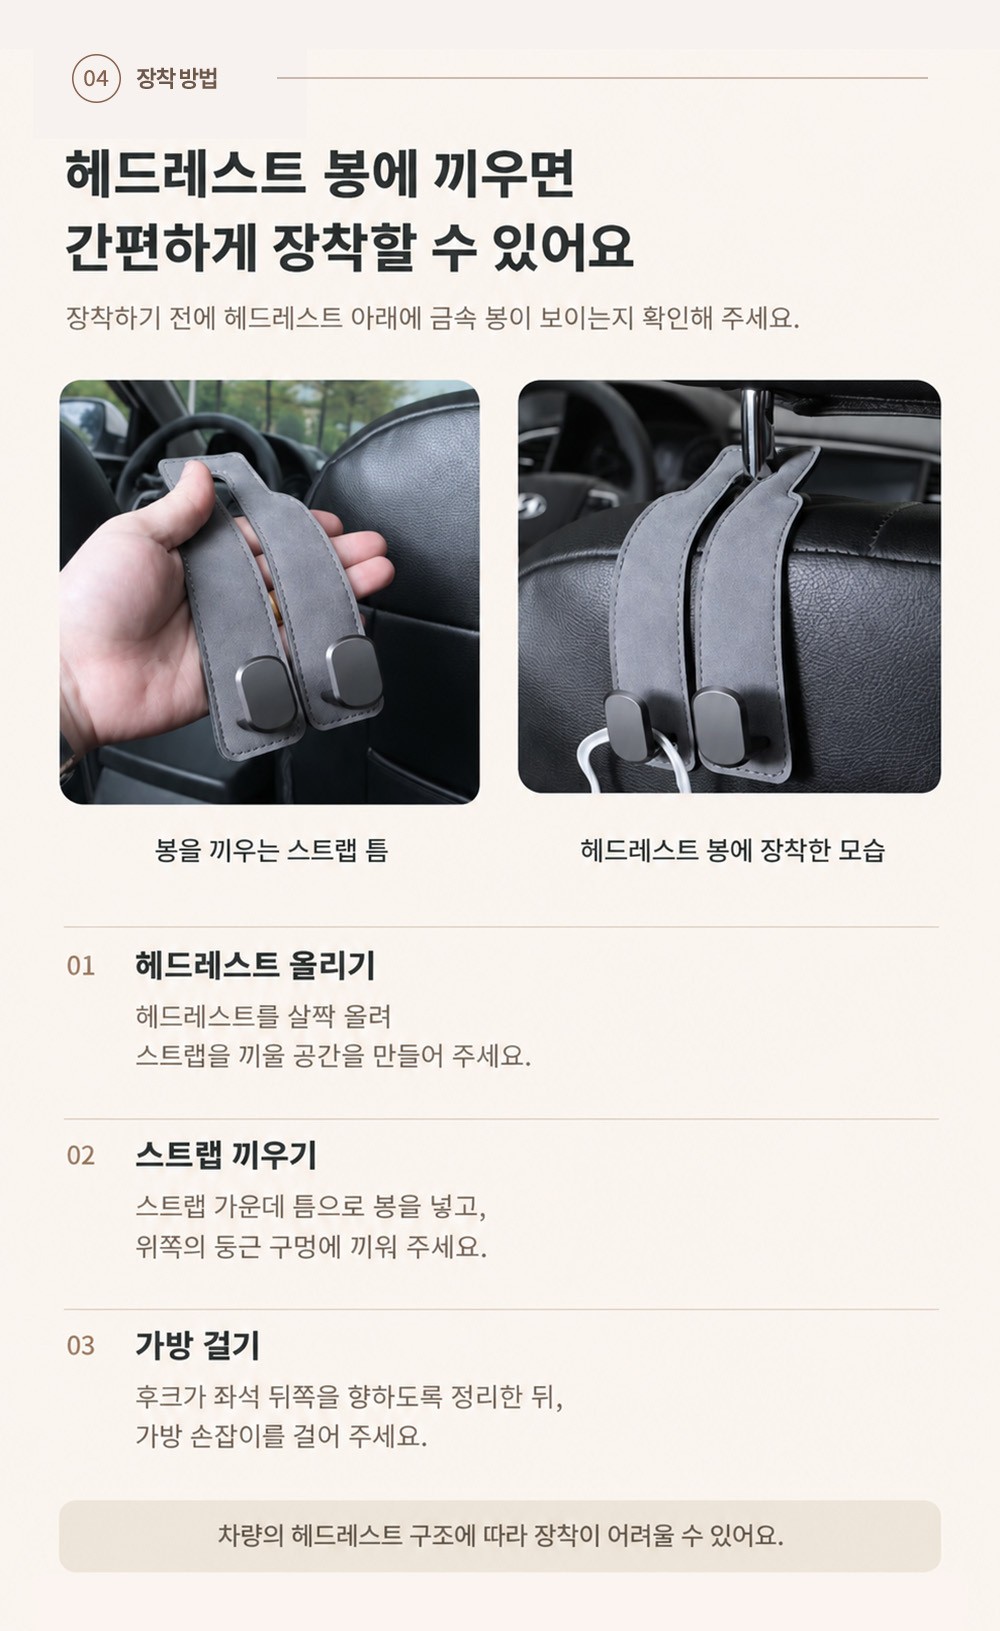 04 장착 방법
헤드레스트 봉에 끼우면
간편하게 장착할 수 있어요
장착하기 전에 헤드레스트 아래에 금속 봉이 보이는지 확인해 주세요.
봉을 끼우는 스트랩 틈
헤드레스트 봉에 장착한 모습
01 헤드레스트 올리기
헤드레스트를 살짝 올려
스트랩을 끼울 공간을 만들어 주세요.
02 스트랩 끼우기
스트랩 가운데 틈으로 봉을 넣고,
위쪽의 둥근 구멍에 끼워 주세요.
03 가방 걸기
후크가 좌석 뒤쪽을 향하도록 정리한 뒤,
가방 손잡이를 걸어 주세요.
차량의 헤드레스트 구조에 따라 장착이 어려울 수 있어요.